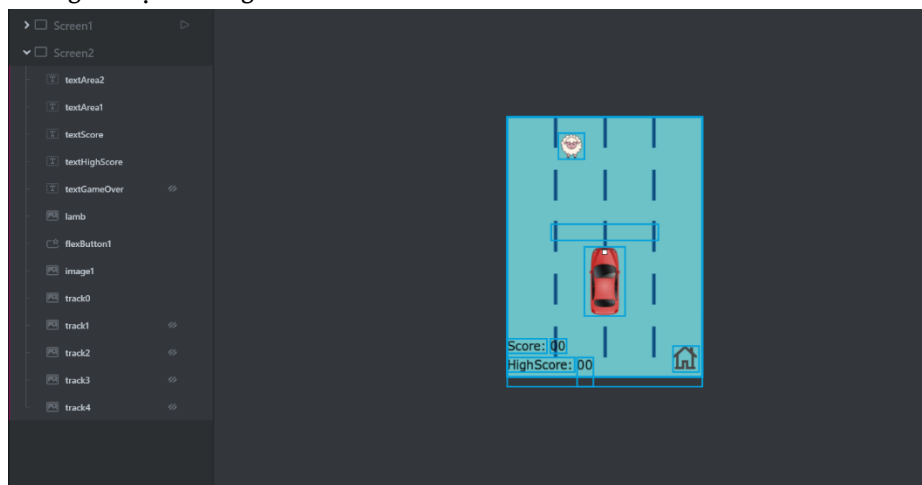 Screen1
Screen2
textArea2
textArea1
textScore
textHighScore
textGameOver
lamb
flexButton1
image1
track0
track1
track2
track3
track4
Score: 00
HighScore: 00